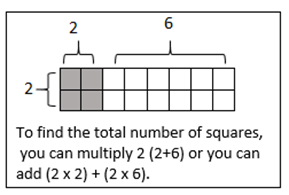 2 6
2
To find the total number of squares,
you can multiply 2 (2+6) or you can
add (2 x 2) + (2 x 6).